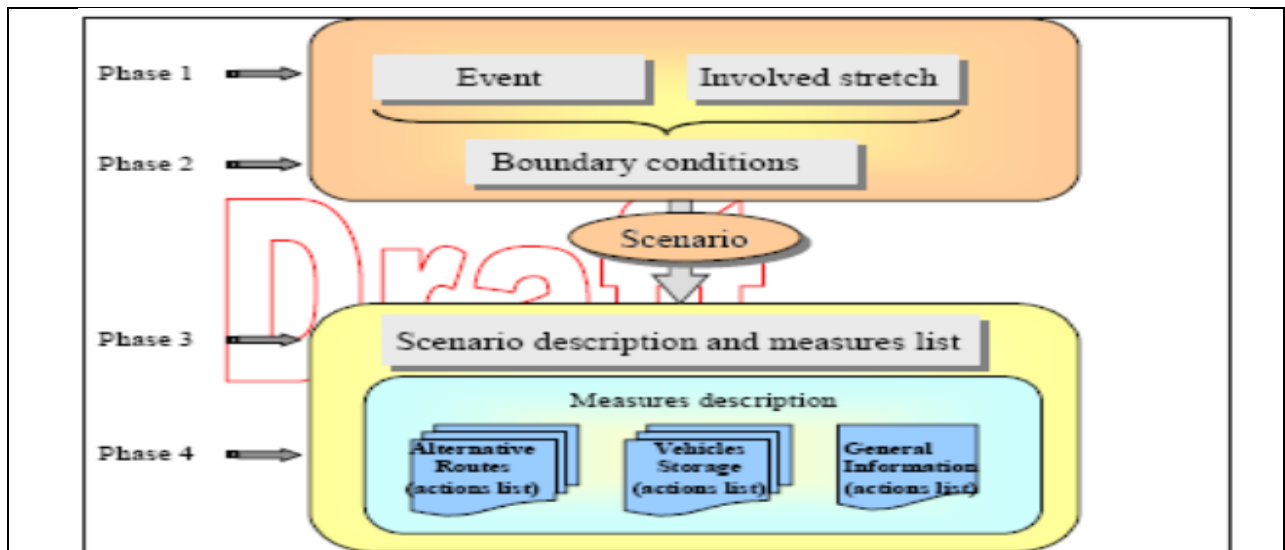 Phase 1
Event
Involved stretch
Phase 2
Boundary conditions
Draft
Scenario
Phase 3
Scenario description and measures list
Measures description
Phase 4
Alternative
Routes
(actions list)
Vehicles
Storage
(actions list)
General
Information
(actions list)